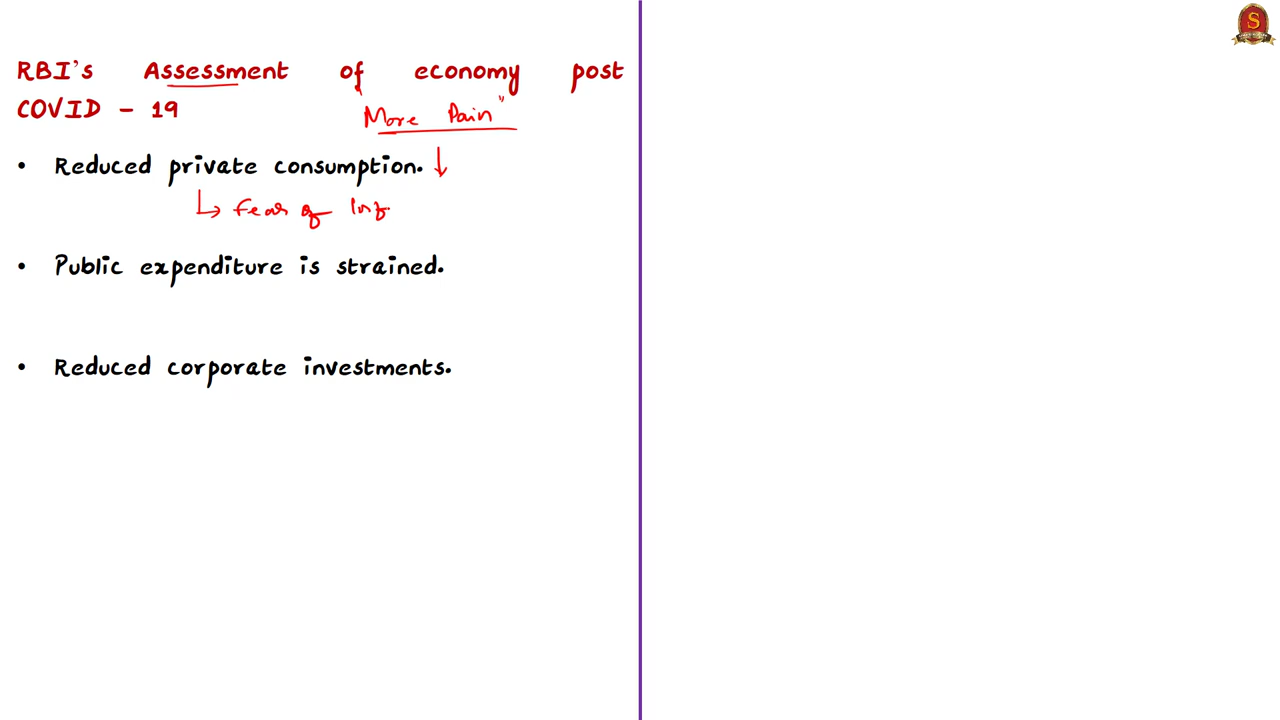 RBI's Assessment of economy post
COVID - 19
More Pain"
• Reduced private consumption. ↓
↳ Fear of Inf
• Public expenditure is strained.
• Reduced corporate investments.
S